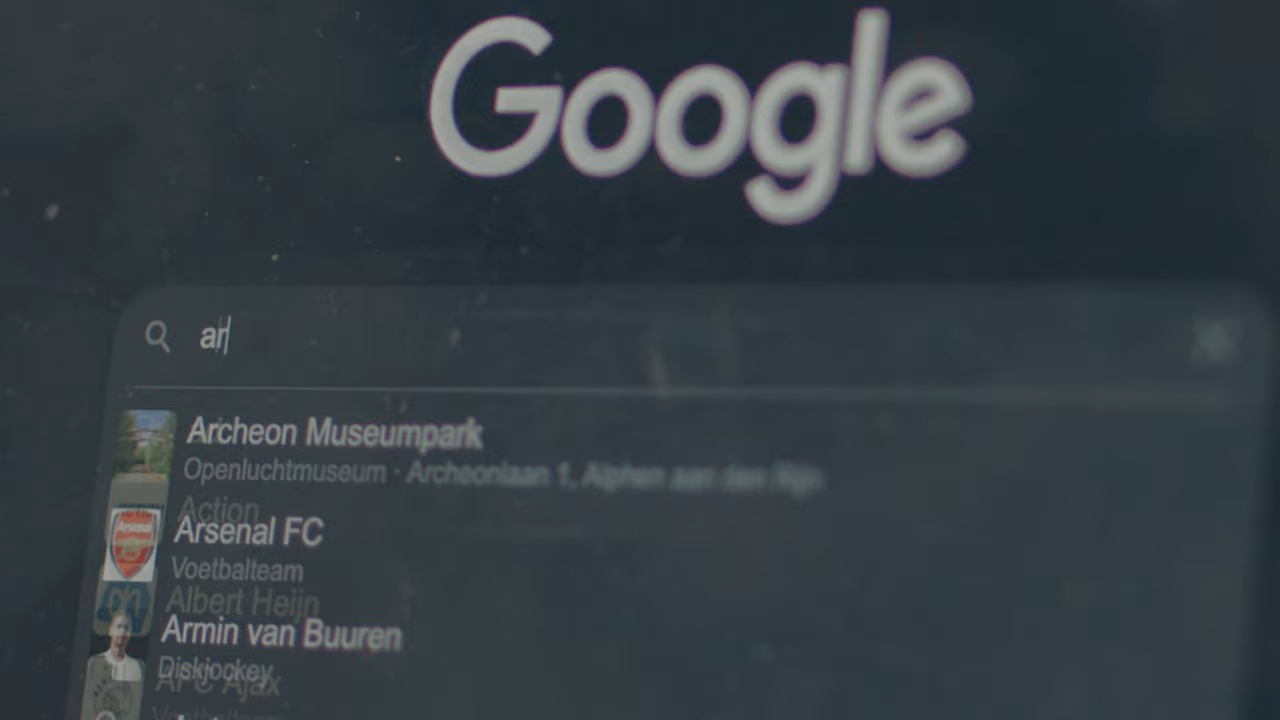 Google
ar
Archeon Museumpark
Openluchtmuseum · Archeonlaan 1, Alphen aan den Rijn
Action
Arsenal FC
Voetbalteam
Albert Heijn
Armin van Buuren
Diskjockey
AFC Ajax